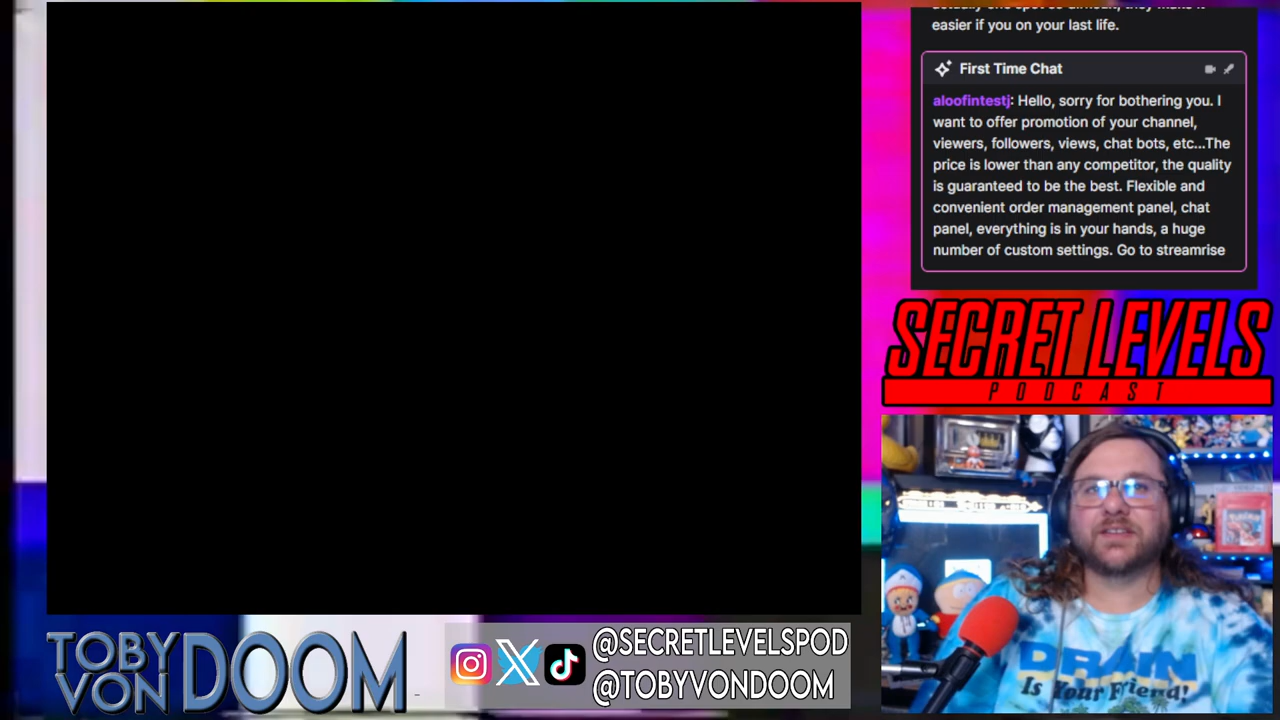 easier if you on your last life.
First Time Chat
aloofintestj: Hello, sorry for bothering you. I
want to offer promotion of your channel,
viewers, followers, views, chat bots, etc...The
price is lower than any competitor, the quality
is guaranteed to be the best. Flexible and
convenient order management panel, chat
panel, everything is in your hands, a huge
number of custom settings. Go to streamrise
SECRET LEVELS
PODCAST
Is Your Friend!
TOBY
VON DOOM
@SECRETLEVELSPOD
@TOBYVONDOOM